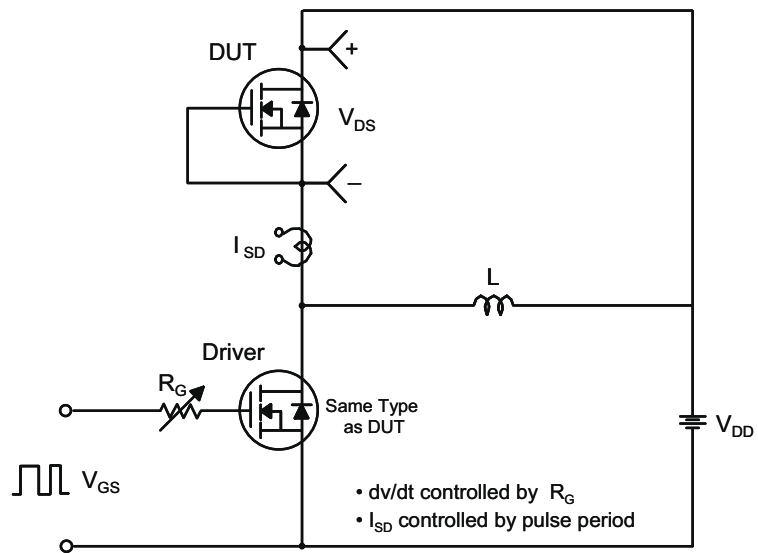 DUT
+
V_DS
–
I_SD
L
Driver
R_G
Same Type
as DUT
V_DD
V_GS
• dv/dt controlled by R_G
• I_SD controlled by pulse period